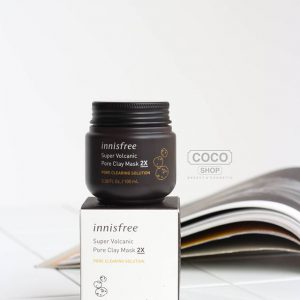 innisfree
Super Volcanic
Pore Clay Mask 2X
PORE CLEARING SOLUTION
COCO
SHOP
innisfree
Super Volcanic
Pore Clay Mask 2X
PORE CLEARING SOLUTION